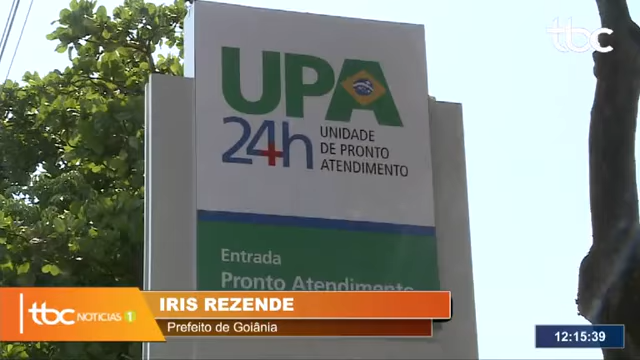 tbc
UPA
24h
UNIDADE
DE PRONTO
ATENDIMENTO
Entrada
Pronto Atendimento
tbc NOTÍCIAS 1
IRIS REZENDE
Prefeito de Goiânia
12:15:39